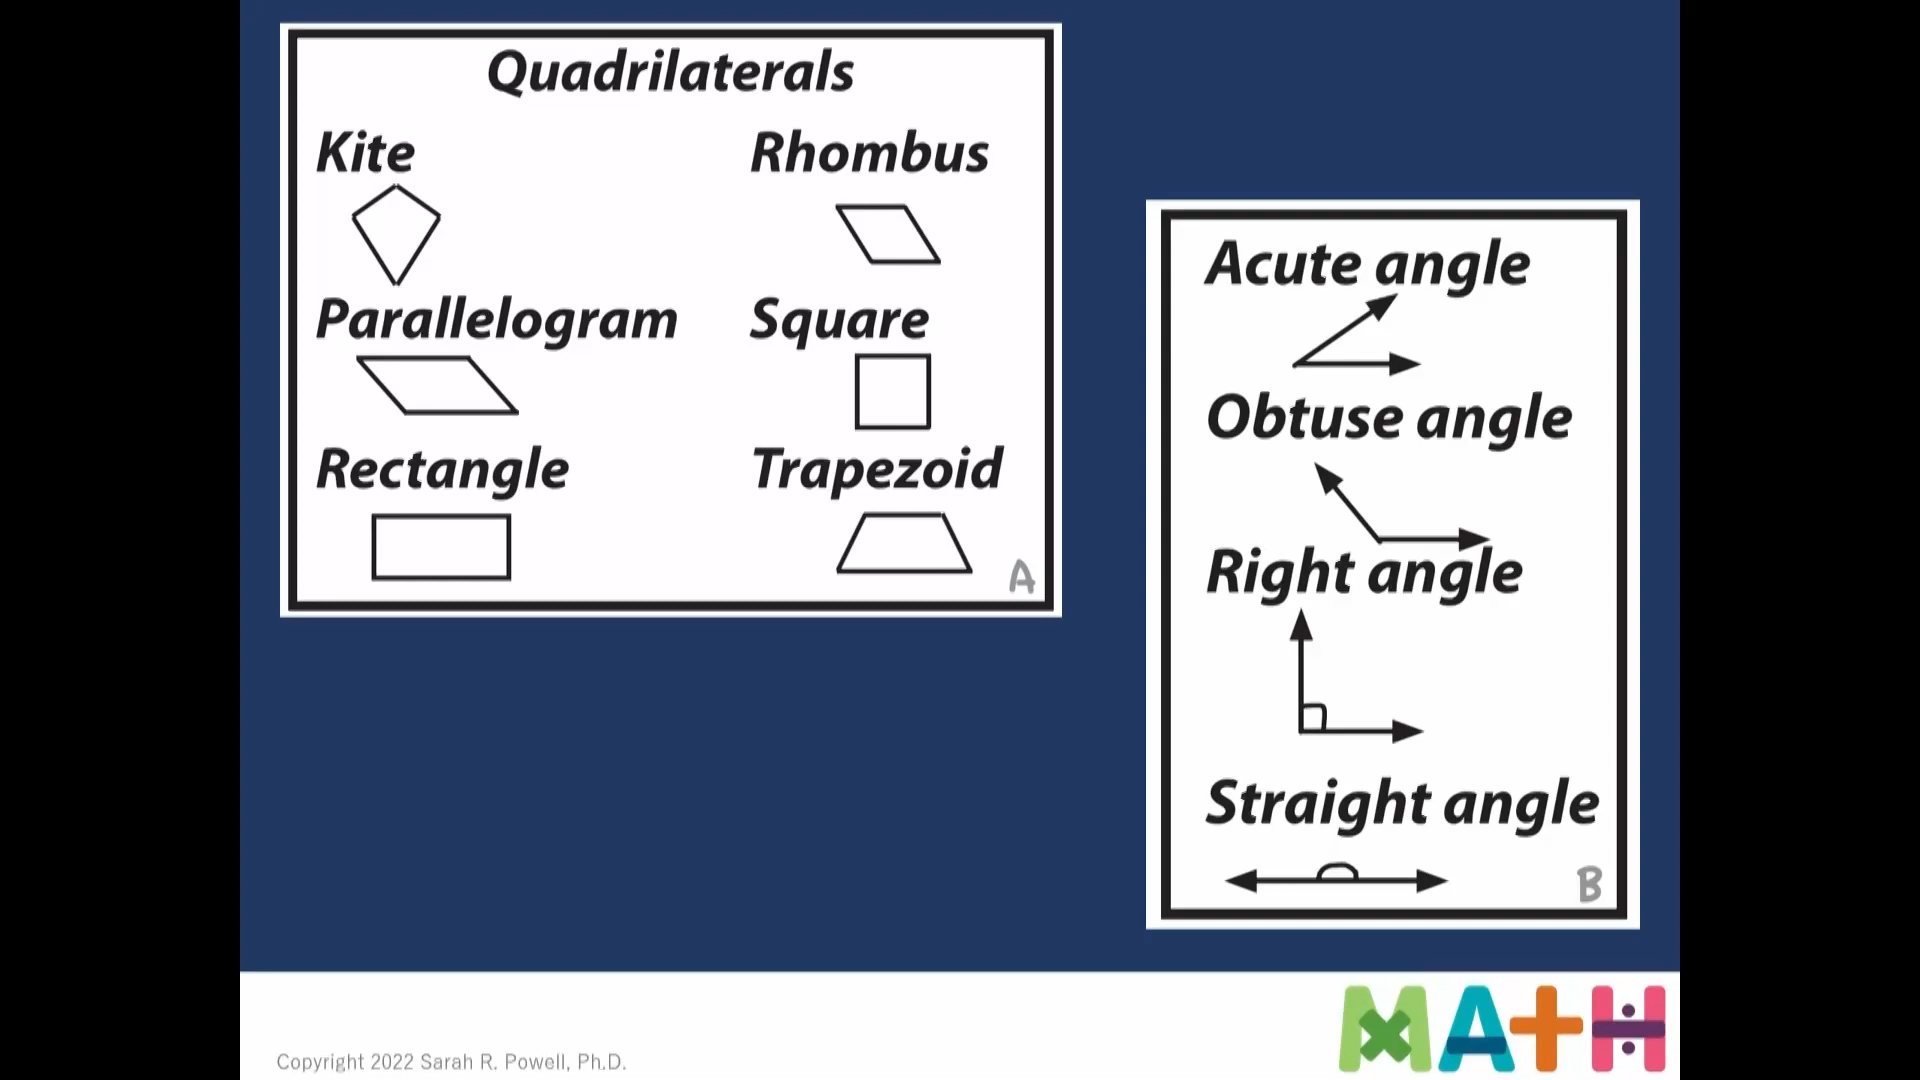 Quadrilaterals
Kite
Rhombus
Parallelogram
Square
Rectangle
Trapezoid
A
Acute angle
Obtuse angle
Right angle
Straight angle
B
Copyright 2022 Sarah R. Powell, Ph.D.
MATH